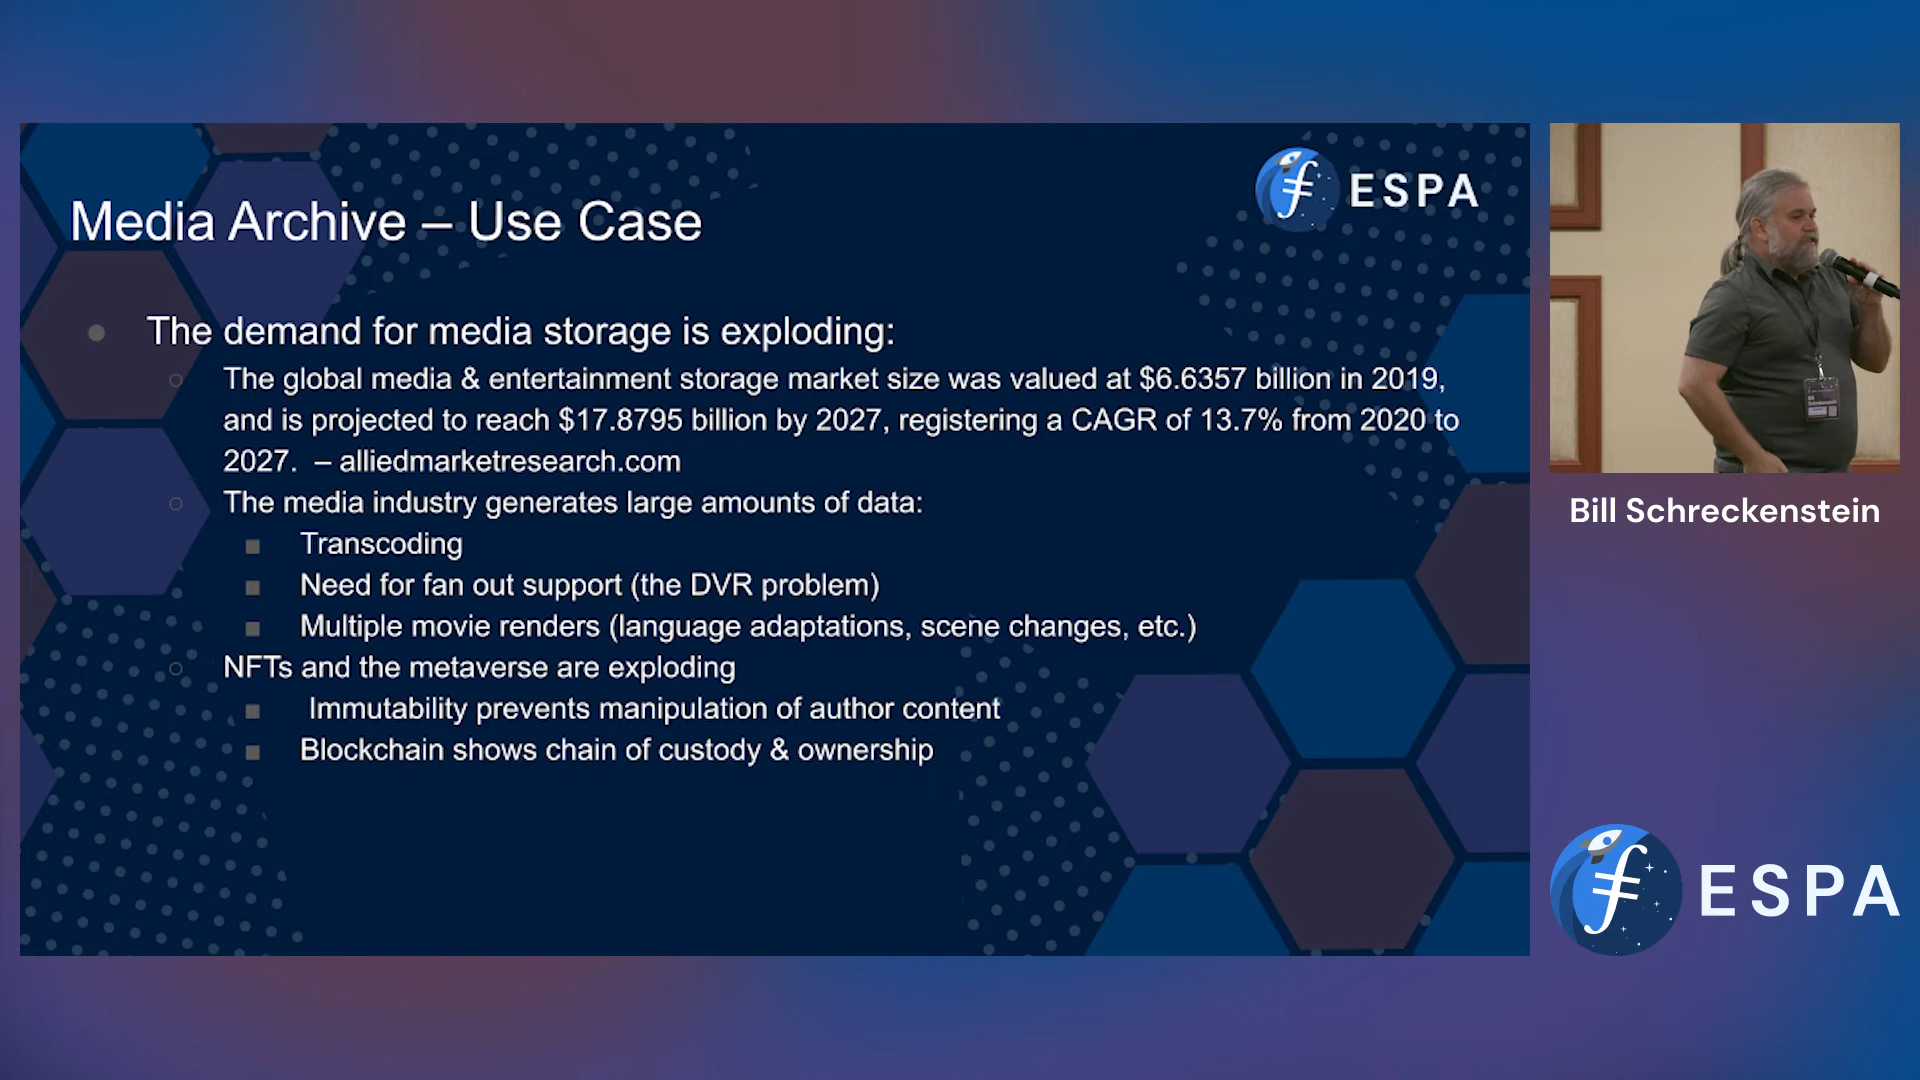 ESPA
Media Archive – Use Case
The demand for media storage is exploding:
The global media & entertainment storage market size was valued at $6.6357 billion in 2019,
and is projected to reach $17.8795 billion by 2027, registering a CAGR of 13.7% from 2020 to
2027.  – alliedmarketresearch.com
The media industry generates large amounts of data:
Transcoding
Need for fan out support (the DVR problem)
Multiple movie renders (language adaptations, scene changes, etc.)
NFTs and the metaverse are exploding
Immutability prevents manipulation of author content
Blockchain shows chain of custody & ownership
Bill
Schreckenstein
Bill Schreckenstein
ESPA